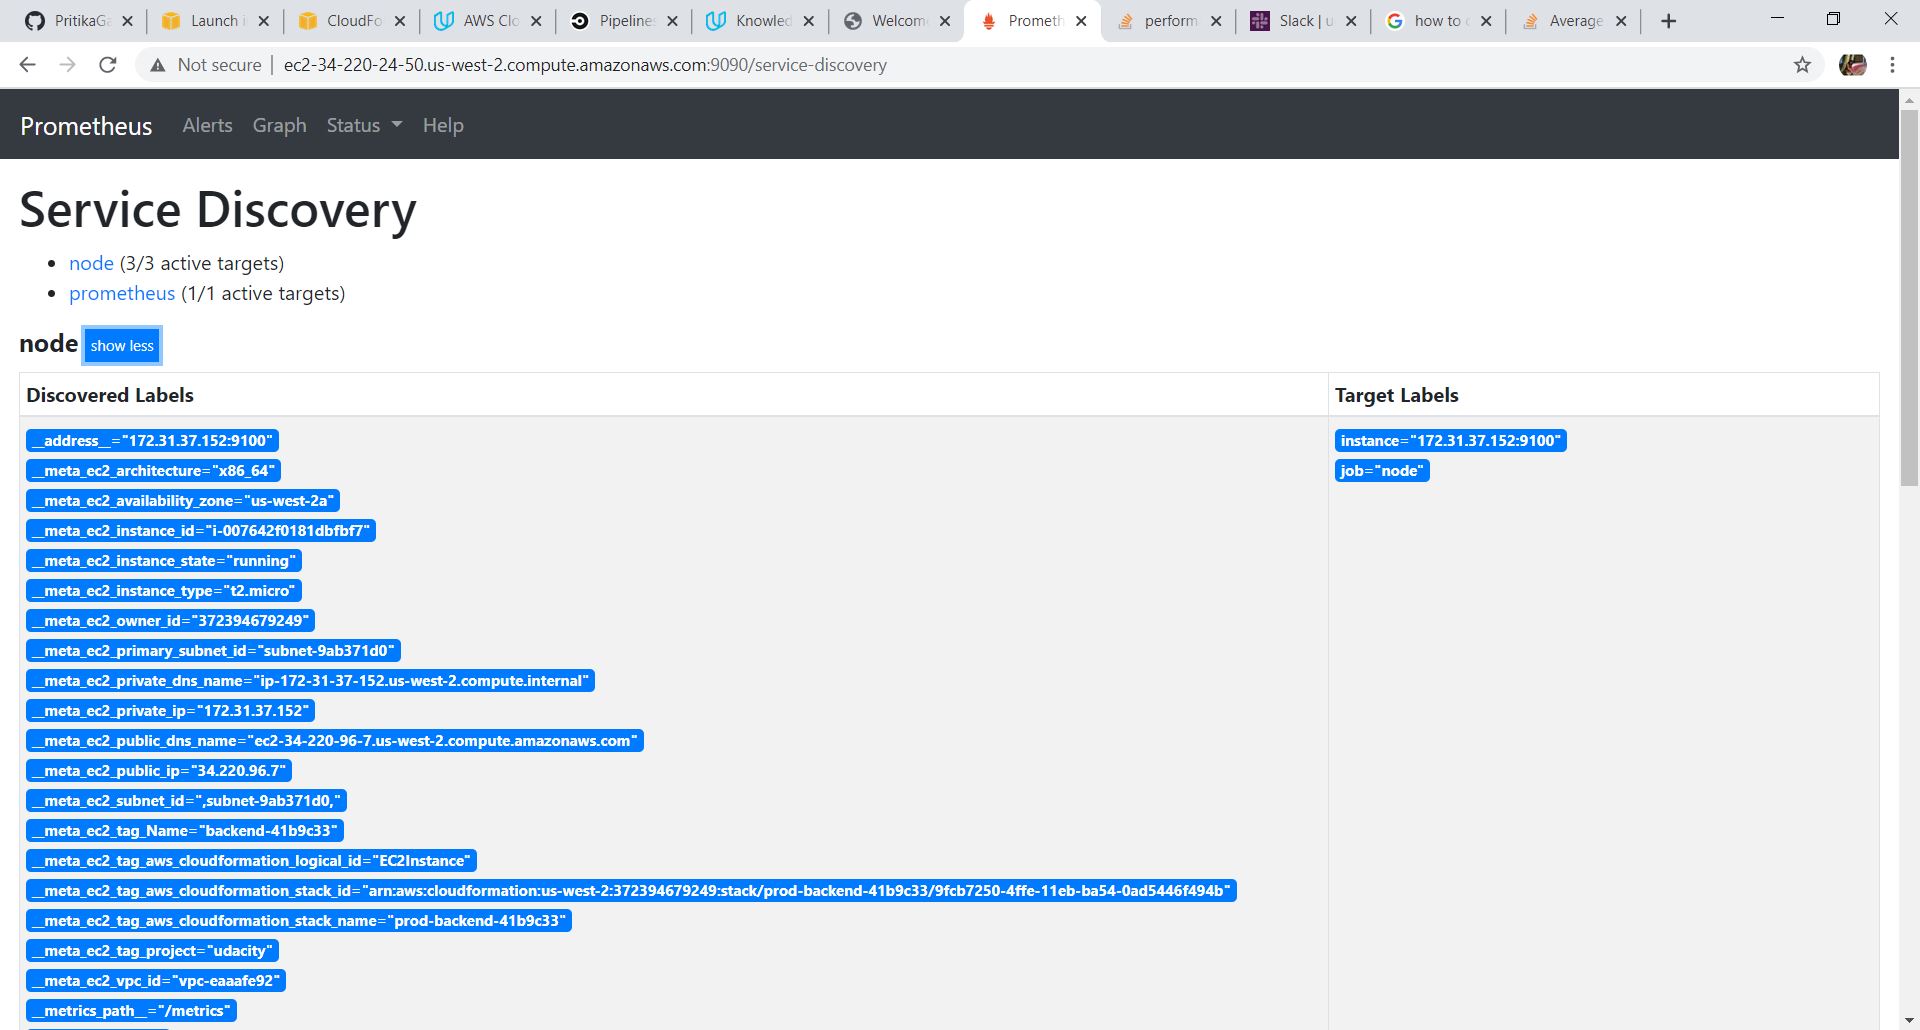 PritikaGa
Launch i
CloudFo
AWS Clo
Pipelines
Knowled
Welcome
Prometh
perform
Slack | u
how to c
Average
Not secure | ec2-34-220-24-50.us-west-2.compute.amazonaws.com:9090/service-discovery
Prometheus Alerts Graph Status Help
Service Discovery
node (3/3 active targets)
prometheus (1/1 active targets)
node show less
Discovered Labels
Target Labels
__address__="172.31.37.152:9100"
instance="172.31.37.152:9100"
__meta_ec2_architecture="x86_64"
job="node"
__meta_ec2_availability_zone="us-west-2a"
__meta_ec2_instance_id="i-007642f0181dbfbf7"
__meta_ec2_instance_state="running"
__meta_ec2_instance_type="t2.micro"
__meta_ec2_owner_id="372394679249"
__meta_ec2_primary_subnet_id="subnet-9ab371d0"
__meta_ec2_private_dns_name="ip-172-31-37-152.us-west-2.compute.internal"
__meta_ec2_private_ip="172.31.37.152"
__meta_ec2_public_dns_name="ec2-34-220-96-7.us-west-2.compute.amazonaws.com"
__meta_ec2_public_ip="34.220.96.7"
__meta_ec2_subnet_id=",subnet-9ab371d0,"
__meta_ec2_tag_Name="backend-41b9c33"
__meta_ec2_tag_aws_cloudformation_logical_id="EC2Instance"
__meta_ec2_tag_aws_cloudformation_stack_id="arn:aws:cloudformation:us-west-2:372394679249:stack/prod-backend-41b9c33/9fcb7250-4ffe-11eb-ba54-0ad5446f494b"
__meta_ec2_tag_aws_cloudformation_stack_name="prod-backend-41b9c33"
__meta_ec2_tag_project="udacity"
__meta_ec2_vpc_id="vpc-eaaafe92"
__metrics_path__="/metrics"